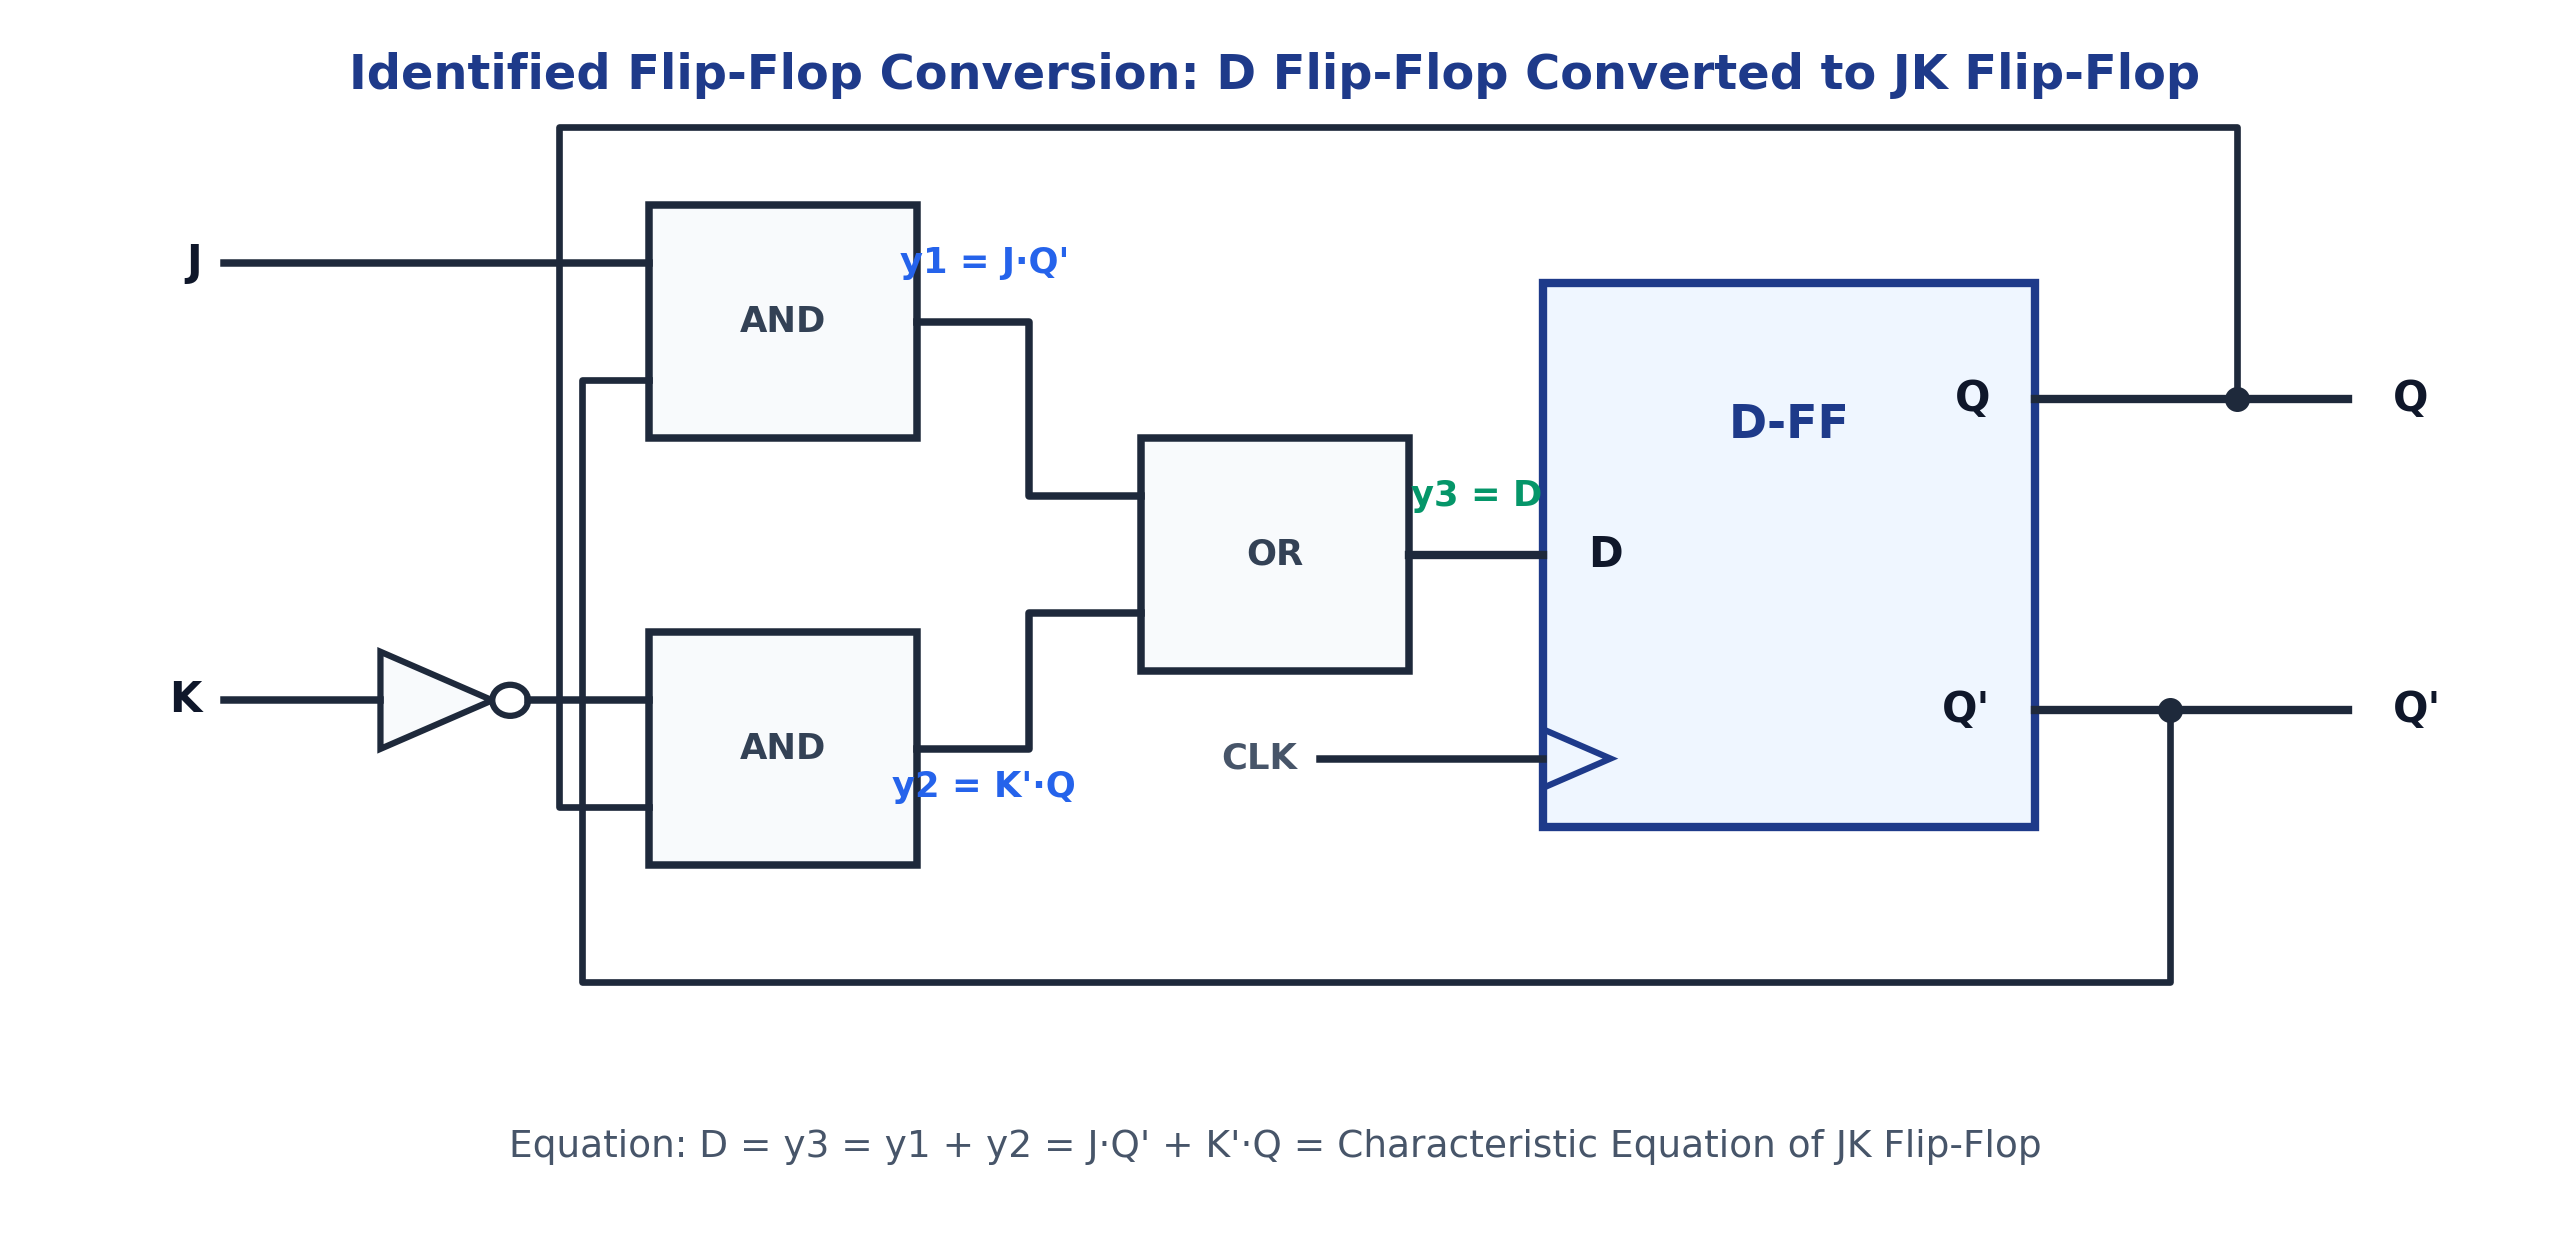 Identified Flip-Flop Conversion: D Flip-Flop Converted to JK Flip-Flop
J
AND
y1 = J·Q'
D-FF
Q
Q
y3 = D
OR
D
K
AND
y2 = K'·Q
CLK
Q'
Q'
Equation: D = y3 = y1 + y2 = J·Q' + K'·Q = Characteristic Equation of JK Flip-Flop